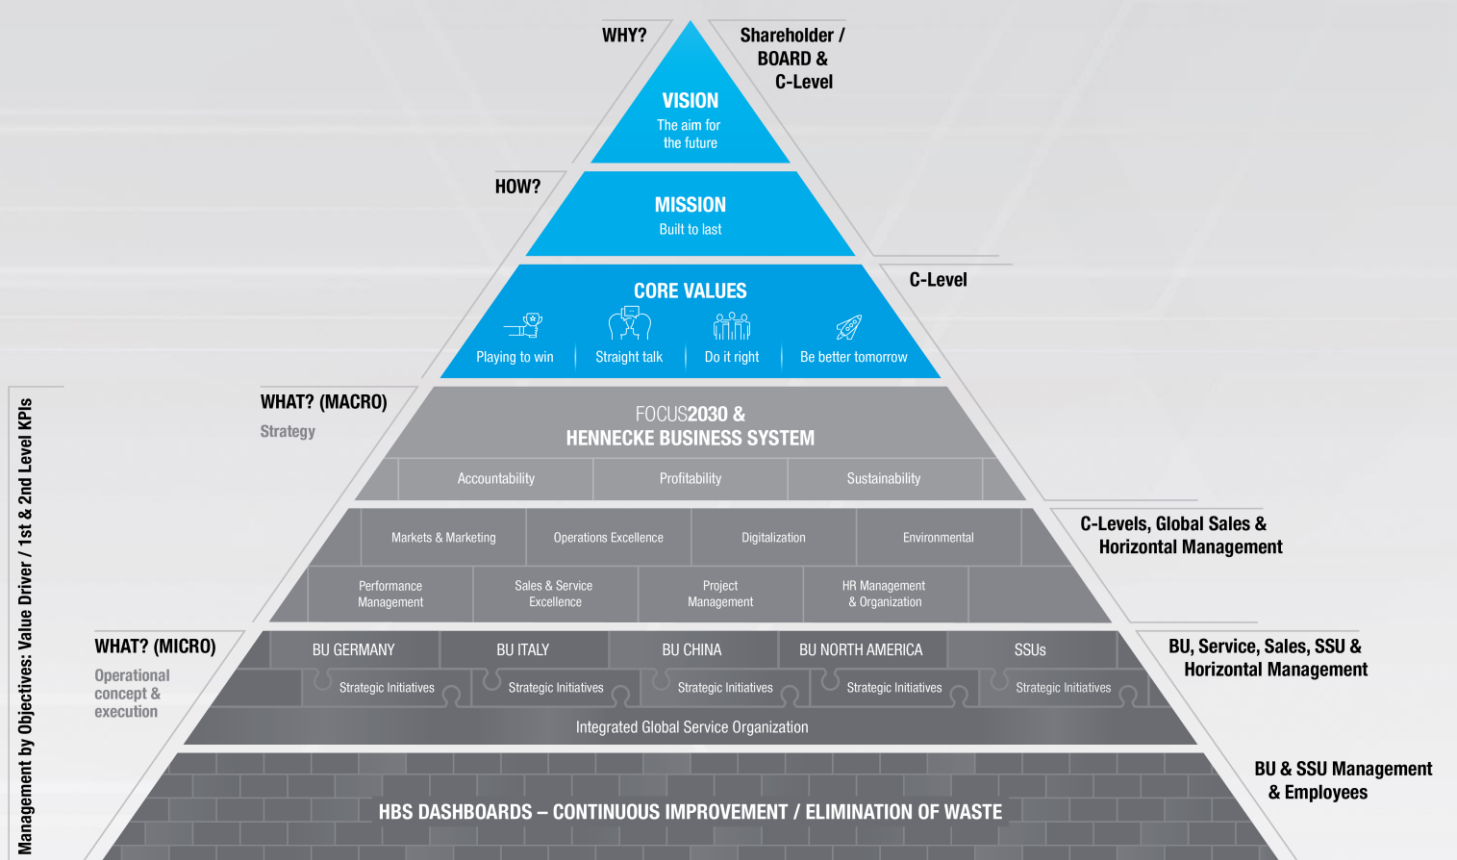 WHY?
Shareholder /
BOARD &
C-Level
VISION
The aim for
the future
HOW?
MISSION
Built to last
C-Level
CORE VALUES
Playing to win
Straight talk
Do it right
Be better tomorrow
WHAT? (MACRO)
Strategy
FOCUS2030 &
HENNECKE BUSINESS SYSTEM
Accountability
Profitability
Sustainability
C-Levels, Global Sales &
Horizontal Management
Markets & Marketing
Operations Excellence
Digitalization
Environmental
Performance
Management
Sales & Service
Excellence
Project
Management
HR Management
& Organization
WHAT? (MICRO)
Operational
concept &
execution
BU GERMANY
BU ITALY
BU CHINA
BU NORTH AMERICA
SSUs
Strategic Initiatives
Strategic Initiatives
Strategic Initiatives
Strategic Initiatives
Strategic Initiatives
Integrated Global Service Organization
BU, Service, Sales, SSU &
Horizontal Management
HBS DASHBOARDS – CONTINUOUS IMPROVEMENT / ELIMINATION OF WASTE
BU & SSU Management
& Employees
Management by Objectives: Value Driver / 1st & 2nd Level KPIs